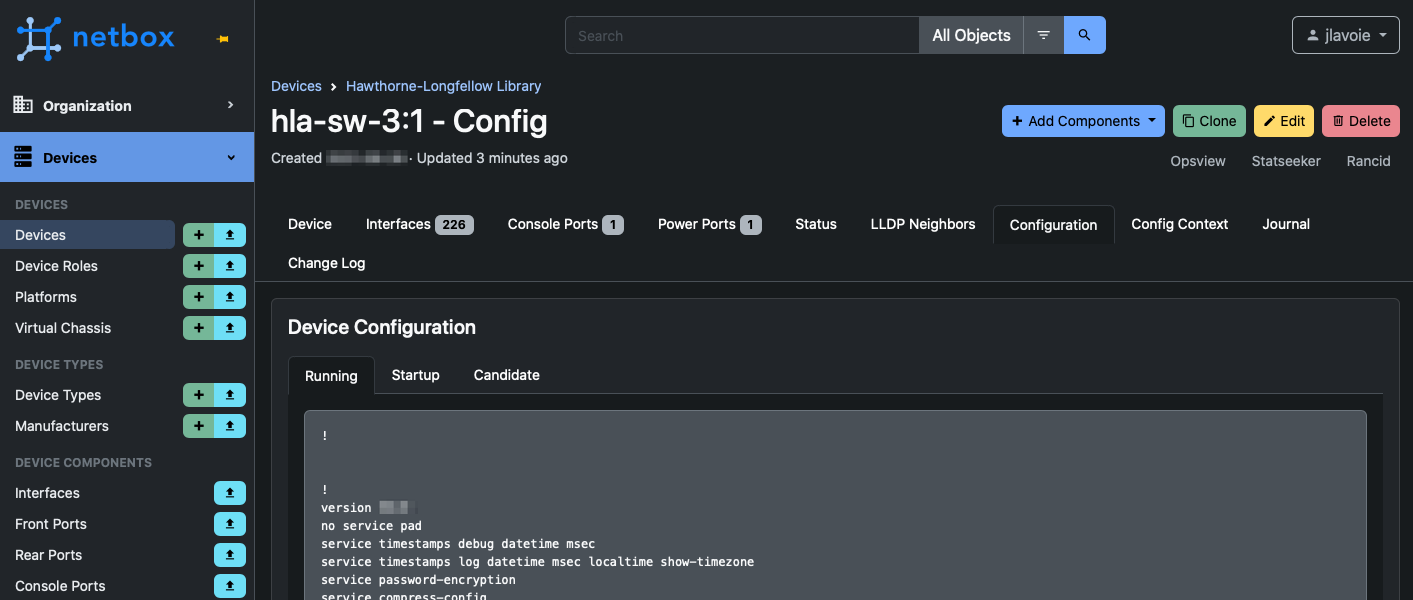 netbox
Search
All Objects
jlavoie
Organization
Devices
DEVICES
Devices
Device Roles
Platforms
Virtual Chassis
DEVICE TYPES
Device Types
Manufacturers
DEVICE COMPONENTS
Interfaces
Front Ports
Rear Ports
Console Ports
Devices > Hawthorne-Longfellow Library
hla-sw-3:1 - Config
Created · Updated 3 minutes ago
+ Add Components
Clone
Edit
Delete
Opsview Statseeker Rancid
Device Interfaces 226 Console Ports 1 Power Ports 1 Status LLDP Neighbors Configuration Config Context Journal
Change Log
Device Configuration
Running Startup Candidate
!
!
version
no service pad
service timestamps debug datetime msec
service timestamps log datetime msec localtime show-timezone
service password-encryption
service compress-config